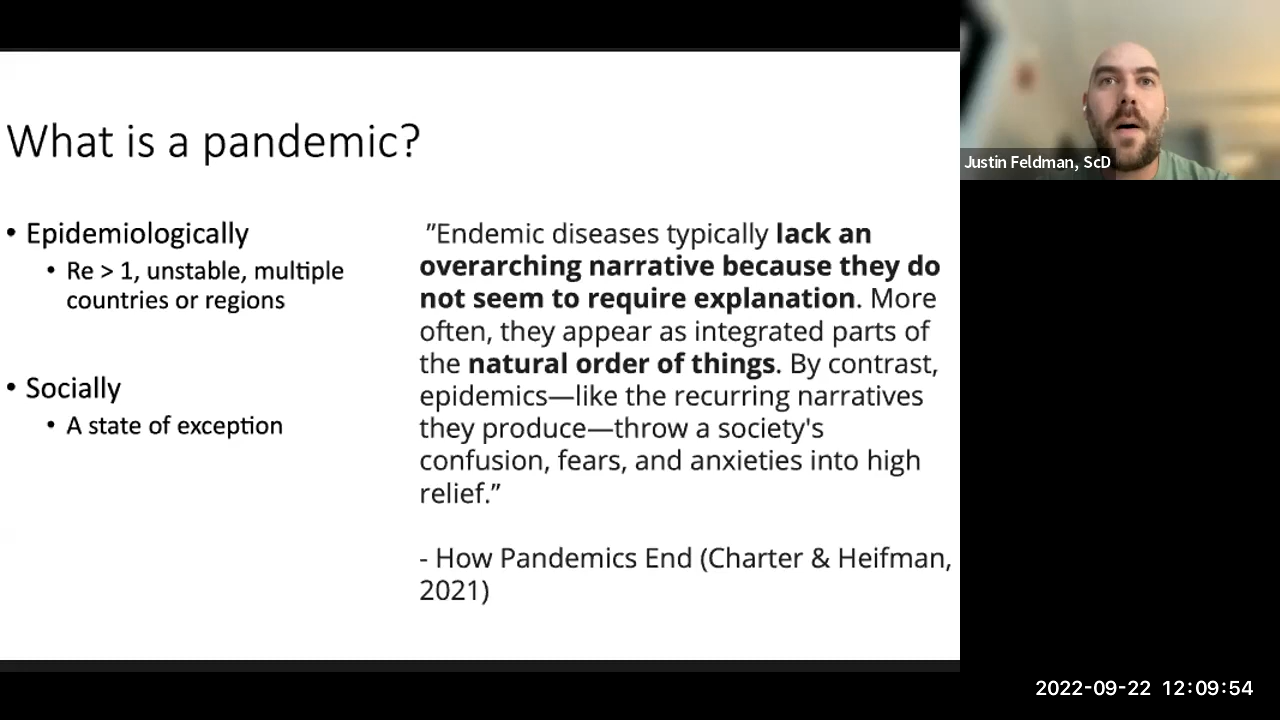 What is a pandemic?
• Epidemiologically
• Re > 1, unstable, multiple
countries or regions
• Socially
• A state of exception
”Endemic diseases typically lack an
overarching narrative because they do
not seem to require explanation. More
often, they appear as integrated parts of
the natural order of things. By contrast,
epidemics—like the recurring narratives
they produce—throw a society's
confusion, fears, and anxieties into high
relief.”
- How Pandemics End (Charter & Heifman,
2021)
Justin Feldman, ScD
2022-09-22 12:09:54